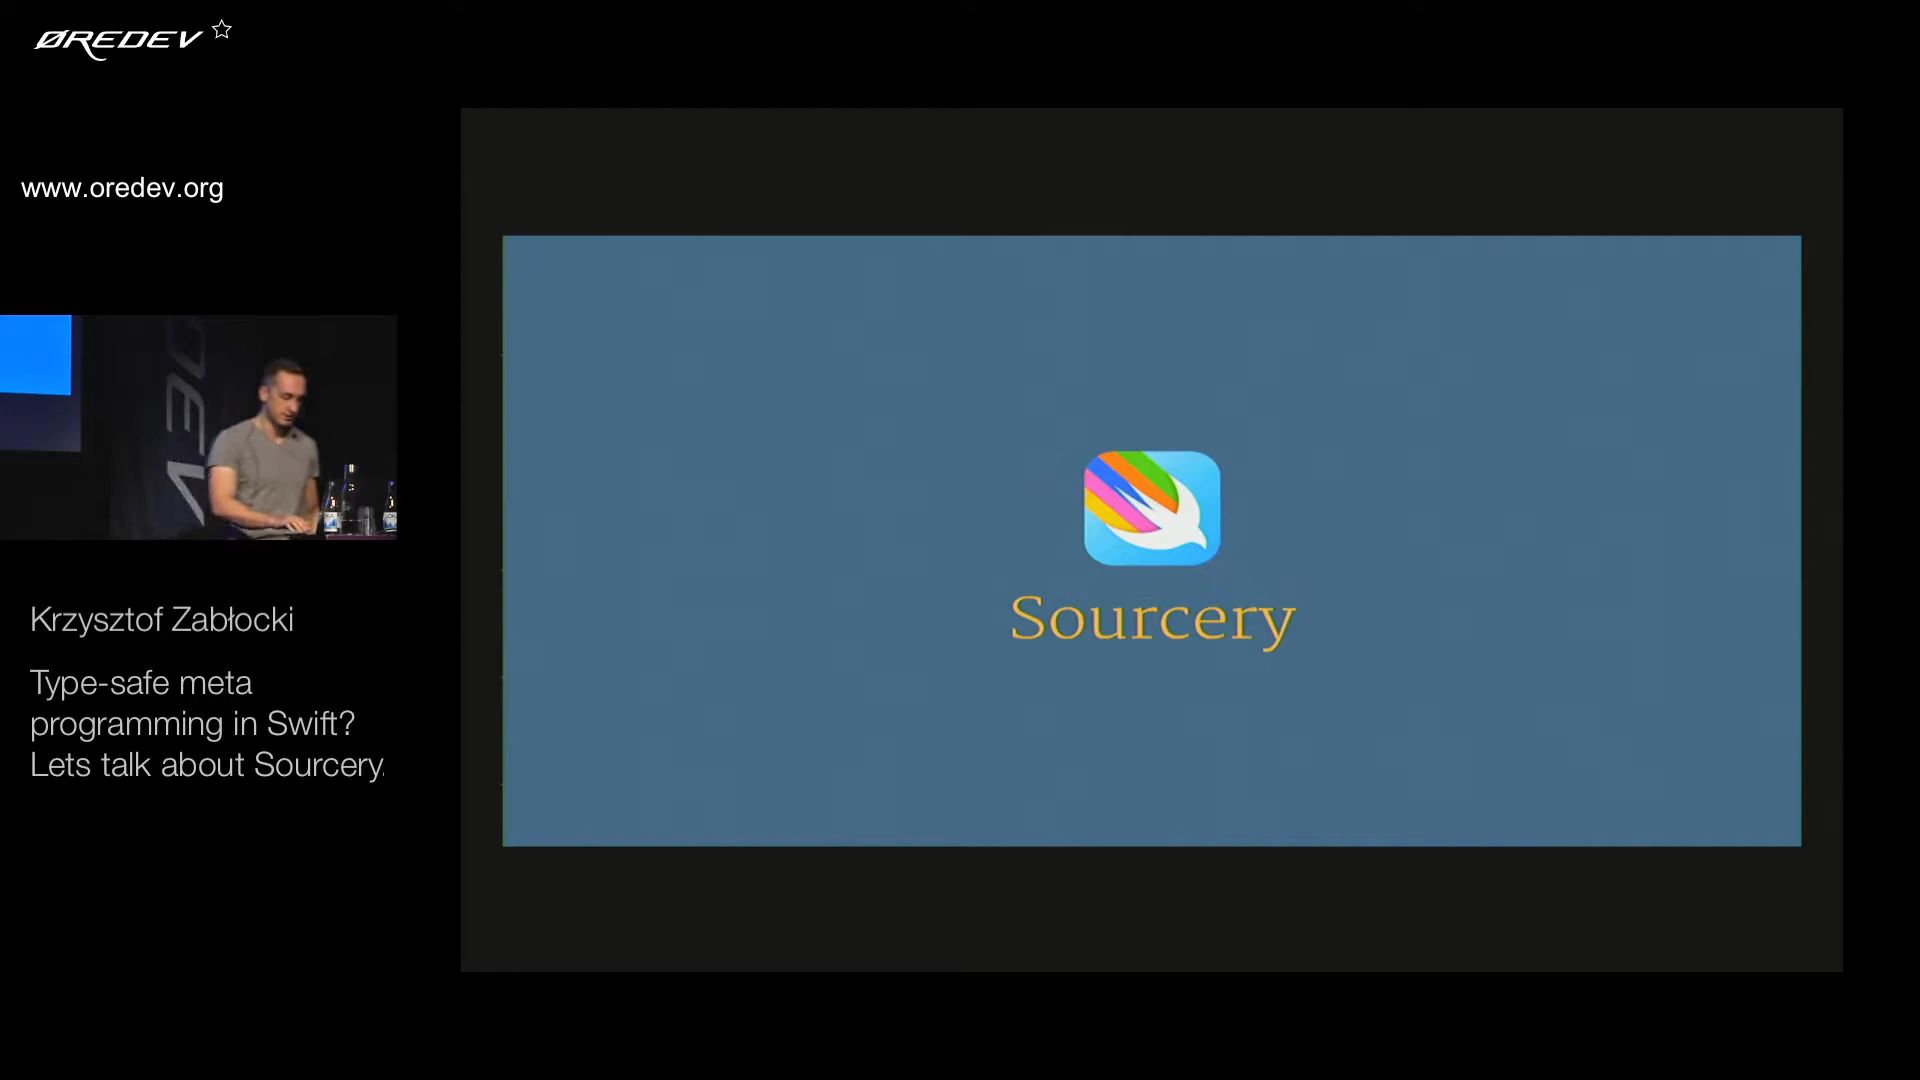 ØREDEV
www.oredev.org
Krzysztof Zabłocki
Type-safe meta
programming in Swift?
Lets talk about Sourcery.
Sourcery